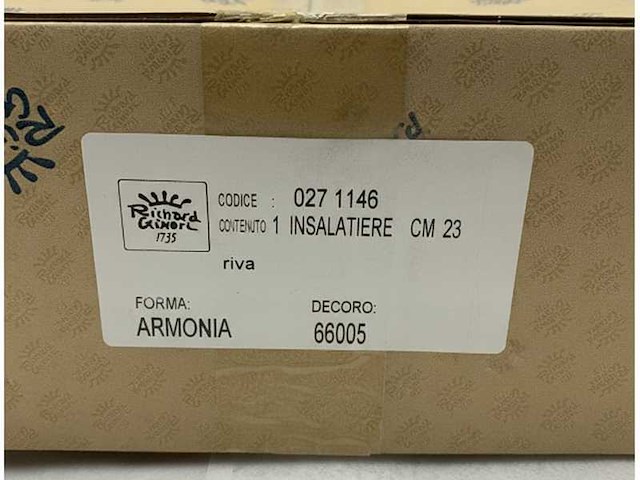 Richard
Ginori
1735
CODICE : 027 1146
CONTENUTO 1 INSALATIERE CM 23
riva
FORMA:
DECORO:
ARMONIA
66005